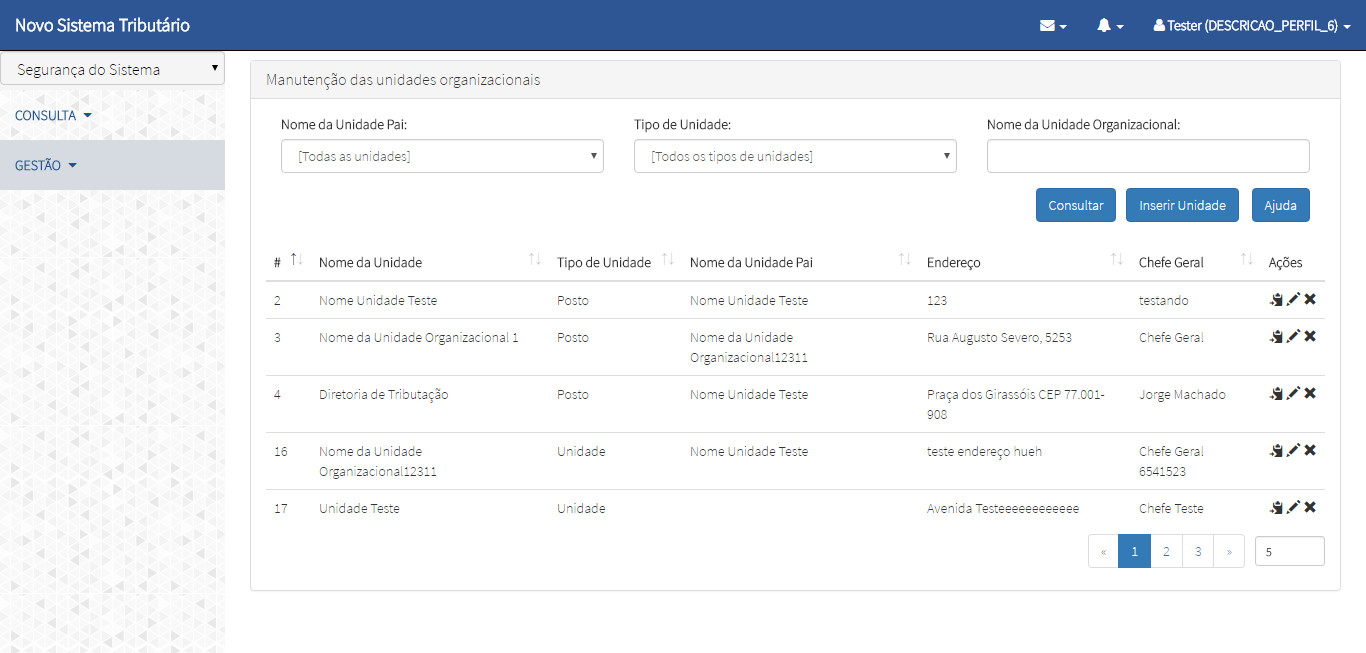 Novo Sistema Tributário
Tester (DESCRICAO_PERFIL_6)
Segurança do Sistema
CONSULTA
GESTÃO
Manutenção das unidades organizacionais
Nome da Unidade Pai: Tipo de Unidade: Nome da Unidade Organizacional:
[Todas as unidades] [Todos os tipos de unidades]
Consultar Inserir Unidade Ajuda
# Nome da Unidade Tipo de Unidade Nome da Unidade Pai Endereço Chefe Geral Ações
2 Nome Unidade Teste Posto Nome Unidade Teste 123 testando
3 Nome da Unidade Organizacional 1 Posto Nome da Unidade Rua Augusto Severo, 5253 Chefe Geral
Organizacional12311
4 Diretoria de Tributação Posto Nome Unidade Teste Praça dos Girassóis CEP 77.001- Jorge Machado
908
16 Nome da Unidade Unidade Nome Unidade Teste teste endereço hueh Chefe Geral
Organizacional12311 6541523
17 Unidade Teste Unidade Avenida Testeeeeeeeeeeee Chefe Teste
« 1 2 3 » 5